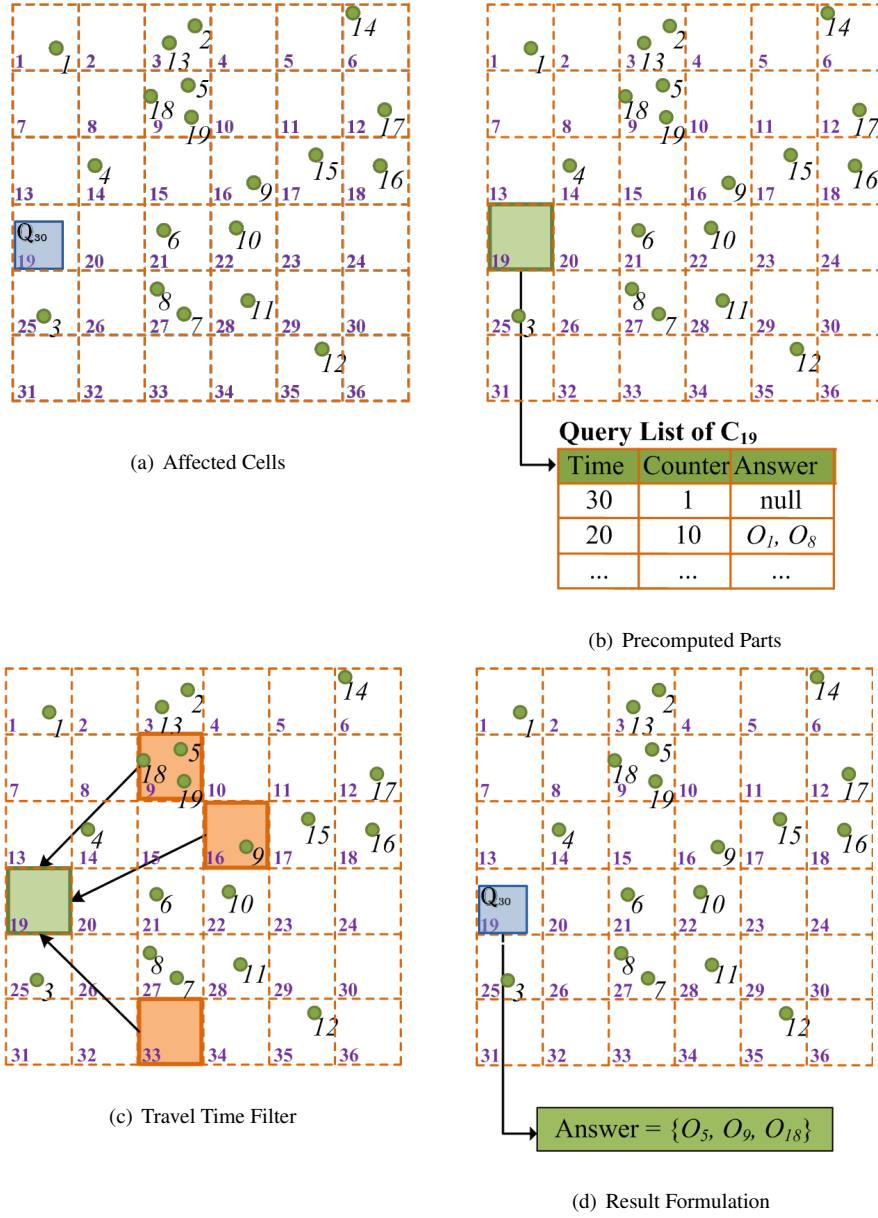 14
2
1 1 2 3 13 4 5 6
5
18 17
7 8 9 19 10 11 12
15
4 9 16
13 14 15 16 17 18
Q30
6 10
19 20 21 22 23 24
8 11
25 3 26 27 7 28 29 30
12
31 32 33 34 35 36
(a) Affected Cells
14
2
1 1 2 3 13 4 5 6
5
18 17
7 8 9 19 10 11 12
15
4 9 16
13 14 15 16 17 18
6 10
19 20 21 22 23 24
8 11
25 3 26 27 7 28 29 30
12
31 32 33 34 35 36
Query List of C19
Time Counter Answer
30 1 null
20 10 O1, O8
... ... ...
(b) Precomputed Parts
14
2
1 1 2 3 13 4 5 6
5
18 17
7 8 9 19 10 11 12
15
4 9 16
13 14 15 16 17 18
6 10
19 20 21 22 23 24
8 11
25 3 26 27 7 28 29 30
12
31 32 33 34 35 36
(c) Travel Time Filter
14
2
1 1 2 3 13 4 5 6
5
18 17
7 8 9 19 10 11 12
15
4 9 16
13 14 15 16 17 18
Q30
6 10
19 20 21 22 23 24
8 11
25 3 26 27 7 28 29 30
12
31 32 33 34 35 36
Answer = {O5, O9, O18}
(d) Result Formulation